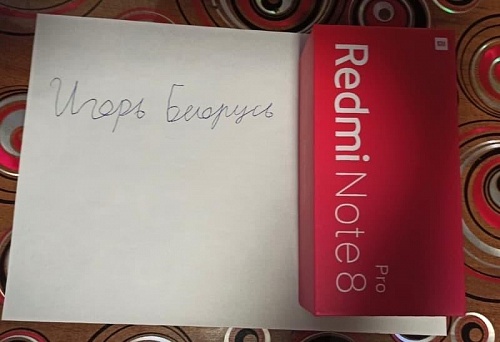 Игорь Беларусь
Redmi Note 8
Pro